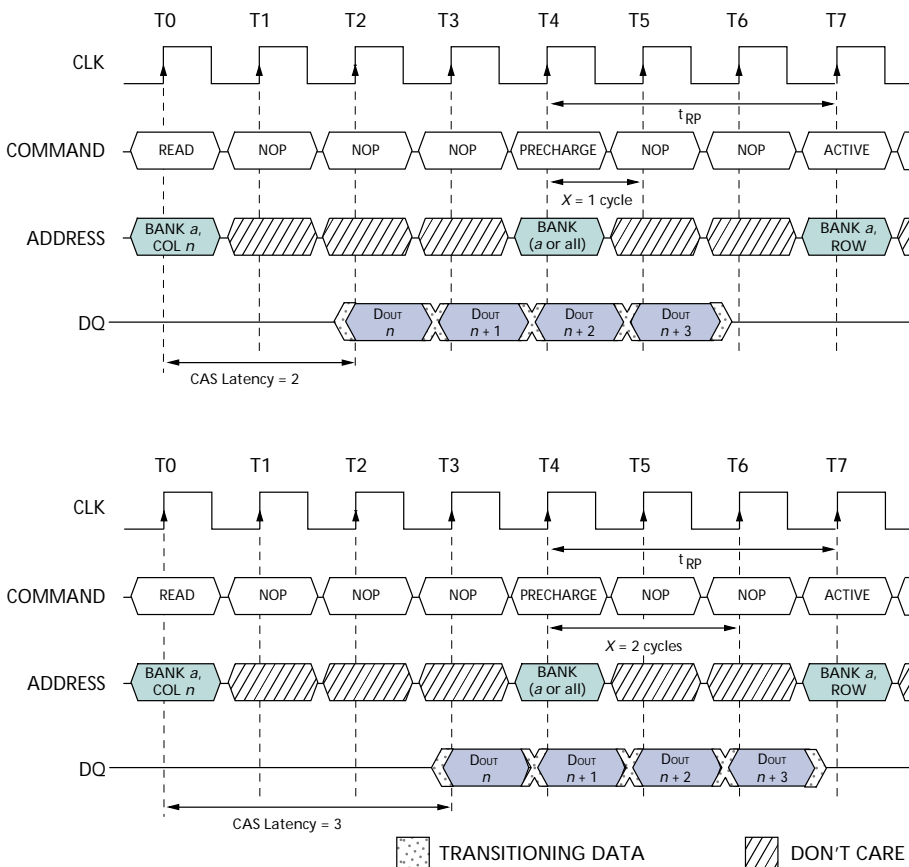 T0 T1 T2 T3 T4 T5 T6 T7
CLK
tRP
COMMAND READ NOP NOP NOP PRECHARGE NOP NOP ACTIVE
X = 1 cycle
ADDRESS BANK a, COL n BANK (a or all) BANK a, ROW
DQ DOUT n DOUT n + 1 DOUT n + 2 DOUT n + 3
CAS Latency = 2
T0 T1 T2 T3 T4 T5 T6 T7
CLK
tRP
COMMAND READ NOP NOP NOP PRECHARGE NOP NOP ACTIVE
X = 2 cycles
ADDRESS BANK a, COL n BANK (a or all) BANK a, ROW
DQ DOUT n DOUT n + 1 DOUT n + 2 DOUT n + 3
CAS Latency = 3
TRANSITIONING DATA DON'T CARE